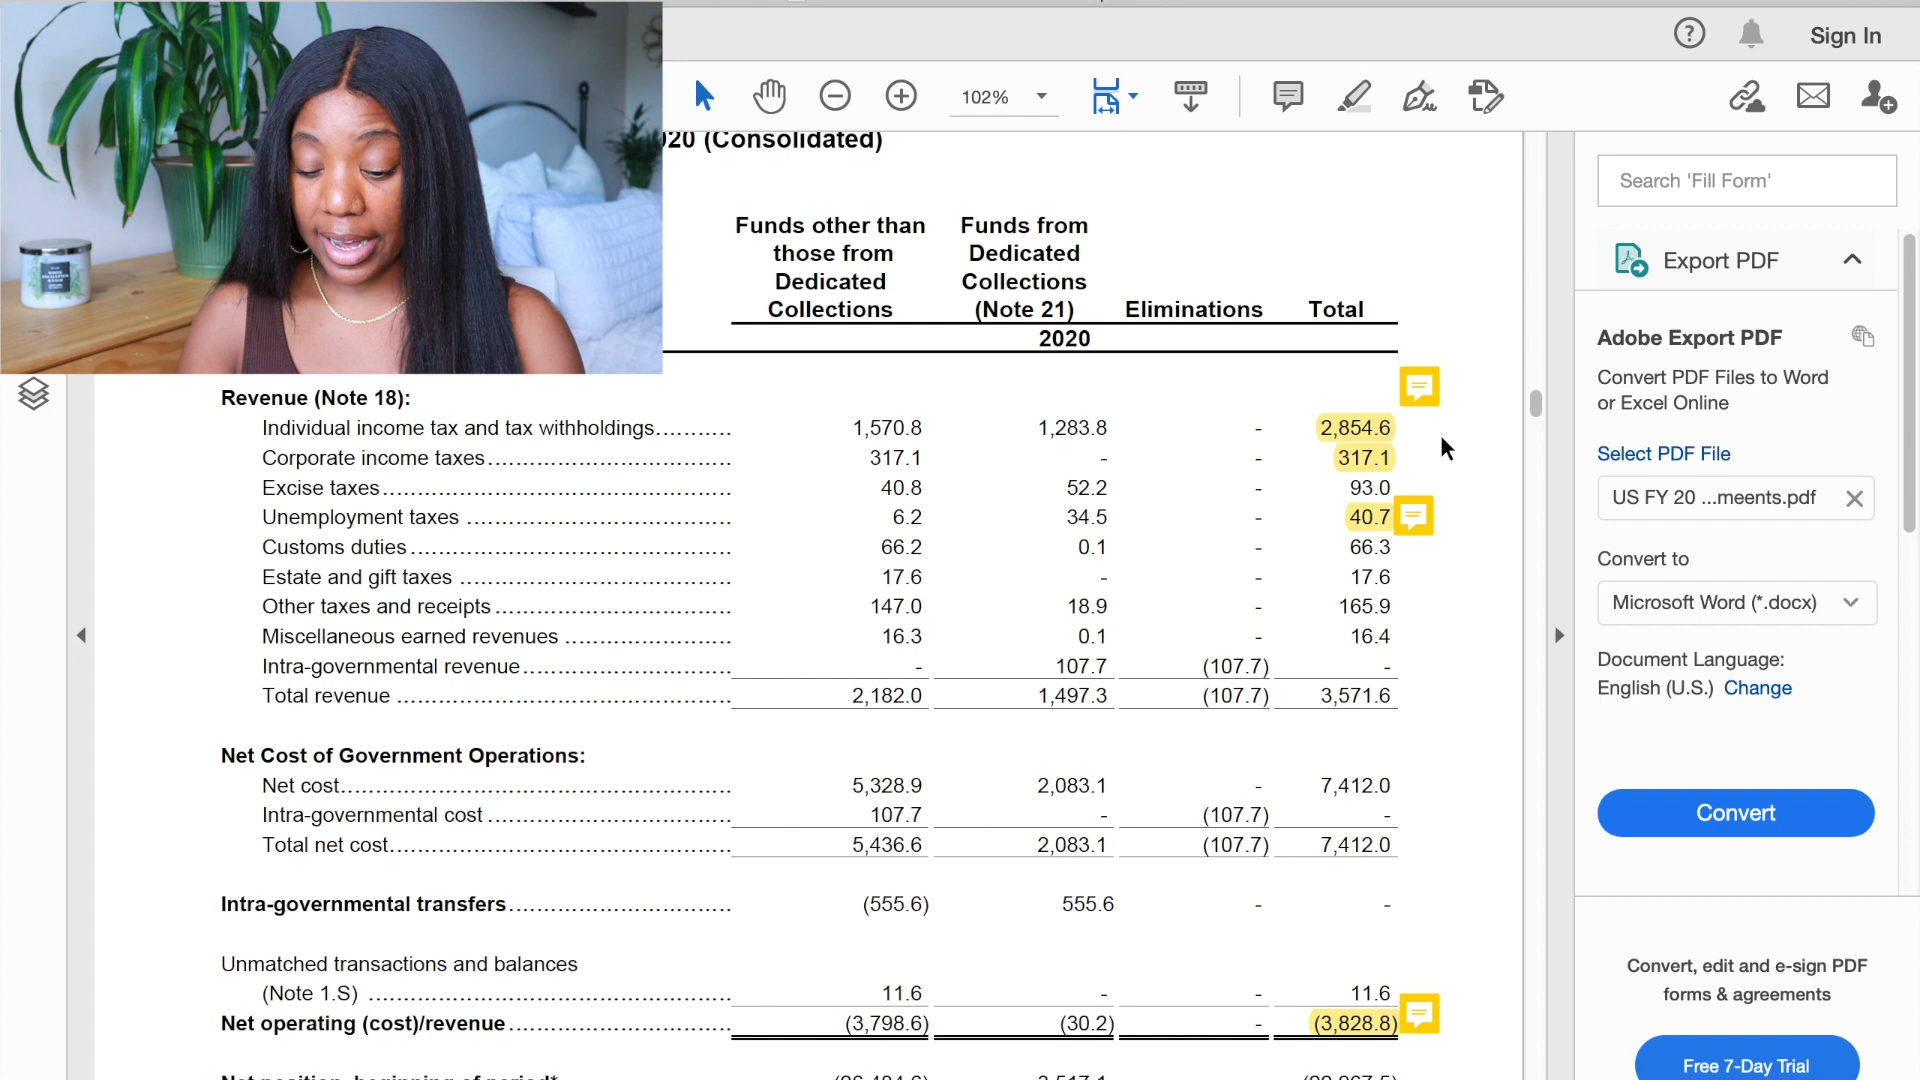 Sign In
102%
020 (Consolidated)
Search 'Fill Form'
Funds other than those from Dedicated Collections
Funds from Dedicated Collections (Note 21)
Eliminations
Total
2020
Export PDF
Adobe Export PDF
Convert PDF Files to Word
or Excel Online
Select PDF File
US FY 20 ...meents.pdf
Convert to
Microsoft Word (*.docx)
Document Language:
English (U.S.) Change
Convert
Convert, edit and e-sign PDF
forms & agreements
Free 7-Day Trial
Revenue (Note 18):
Individual income tax and tax withholdings........... 1,570.8 1,283.8 - 2,854.6
Corporate income taxes................................. 317.1 - - 317.1
Excise taxes............................................... 40.8 52.2 - 93.0
Unemployment taxes ................................... 6.2 34.5 - 40.7
Customs duties........................................... 66.2 0.1 - 66.3
Estate and gift taxes .................................... 17.6 - - 17.6
Other taxes and receipts............................... 147.0 18.9 - 165.9
Miscellaneous earned revenues ...................... 16.3 0.1 - 16.4
Intra-governmental revenue............................ - 107.7 (107.7) -
Total revenue ............................................. 2,182.0 1,497.3 (107.7) 3,571.6
Net Cost of Government Operations:
Net cost..................................................... 5,328.9 2,083.1 - 7,412.0
Intra-governmental cost ................................ 107.7 - (107.7) -
Total net cost.............................................. 5,436.6 2,083.1 (107.7) 7,412.0
Intra-governmental transfers............................. (555.6) 555.6 - -
Unmatched transactions and balances
(Note 1.S) ................................................. 11.6 - - 11.6
Net operating (cost)/revenue............................. (3,798.6) (30.2) - (3,828.8)